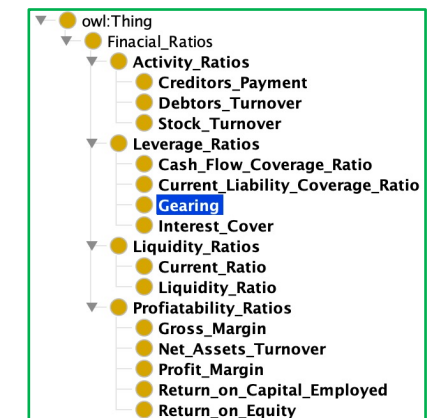 owl:Thing
Finacial_Ratios
Activity_Ratios
Creditors_Payment
Debtors_Turnover
Stock_Turnover
Leverage_Ratios
Cash_Flow_Coverage_Ratio
Current_Liability_Coverage_Ratio
Gearing
Interest_Cover
Liquidity_Ratios
Current_Ratio
Liquidity_Ratio
Profiatability_Ratios
Gross_Margin
Net_Assets_Turnover
Profit_Margin
Return_on_Capital_Employed
Return_on_Equity